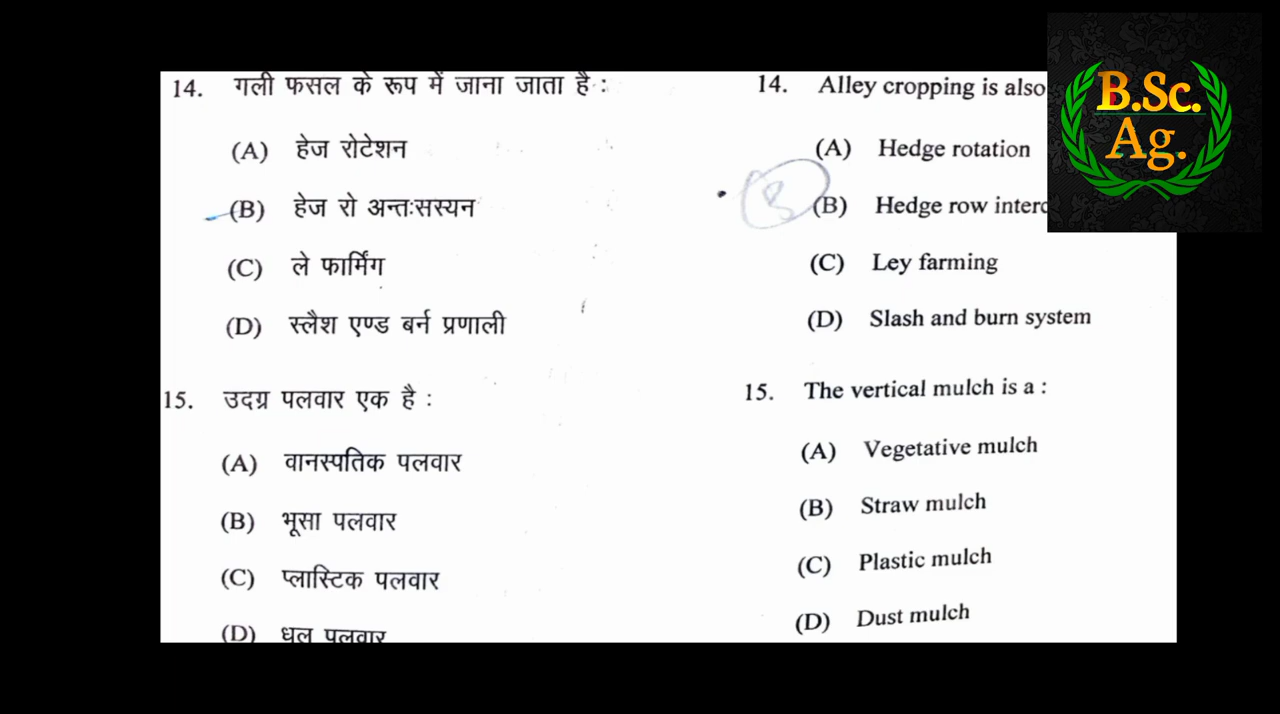 14. गली फसल के रूप में जाना जाता है :
(A) हेज रोटेशन
(B) हेज रो अन्तःसस्यन
(C) ले फार्मिंग
(D) स्लैश एण्ड बर्न प्रणाली
15. उदग्र पलवार एक है :
(A) वानस्पतिक पलवार
(B) भूसा पलवार
(C) प्लास्टिक पलवार
(D) धूल पलवार
14. Alley cropping is also
(A) Hedge rotation
B
(B) Hedge row
(C) Ley farming
(D) Slash and burn system
15. The vertical mulch is a :
(A) Vegetative mulch
(B) Straw mulch
(C) Plastic mulch
(D) Dust mulch
B.Sc.
Ag.